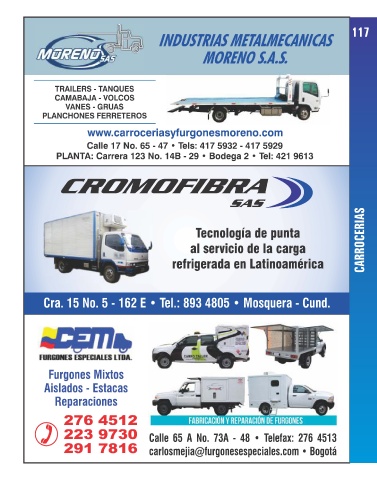 117
CARROCERIAS
MORENO SAS
INDUSTRIAS METALMECANICAS
MORENO S.A.S.
TRAILERS - TANQUES
CAMABAJA - VOLCOS
VANES - GRUAS
PLANCHONES FERRETEROS
www.carroceriasyfurgonesmoreno.com
Calle 17 No. 65 - 47 • Tels: 417 5932 - 417 5929
PLANTA: Carrera 123 No. 14B - 29 • Bodega 2 • Tel: 421 9613
CROMOFIBRA
SAS
Tecnología de punta
al servicio de la carga
refrigerada en Latinoamérica
Cra. 15 No. 5 - 162 E • Tel.: 893 4805 • Mosquera - Cund.
CEM
FURGONES ESPECIALES LTDA.
Furgones Mixtos
Aislados - Estacas
Reparaciones
276 4512
223 9730
291 7816
FABRICACIÓN Y REPARACIÓN DE FURGONES
Calle 65 A No. 73A - 48 • Telefax: 276 4513
carlosmejia@furgonesespeciales.com • Bogotá